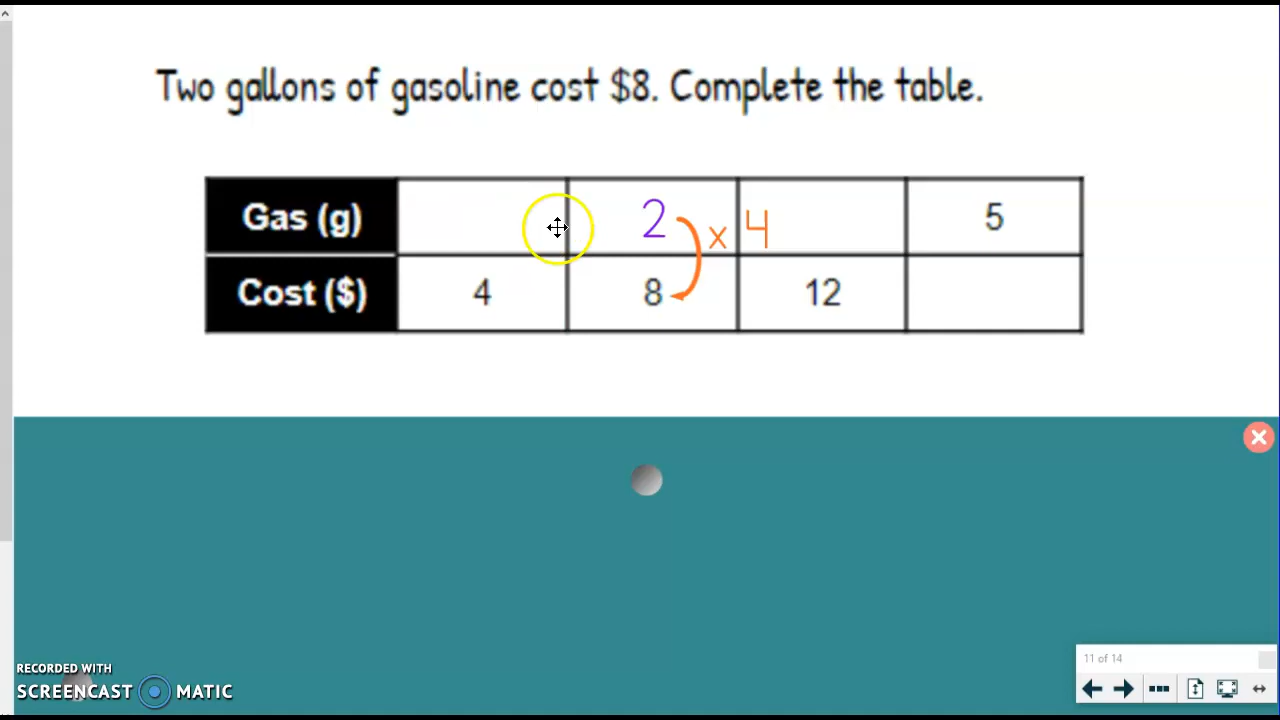 Two gallons of gasoline cost $8. Complete the table.
Gas (g) 2 x 4 5
Cost ($) 4 8 12
11 of 14
RECORDED WITH
SCREENCAST MATIC